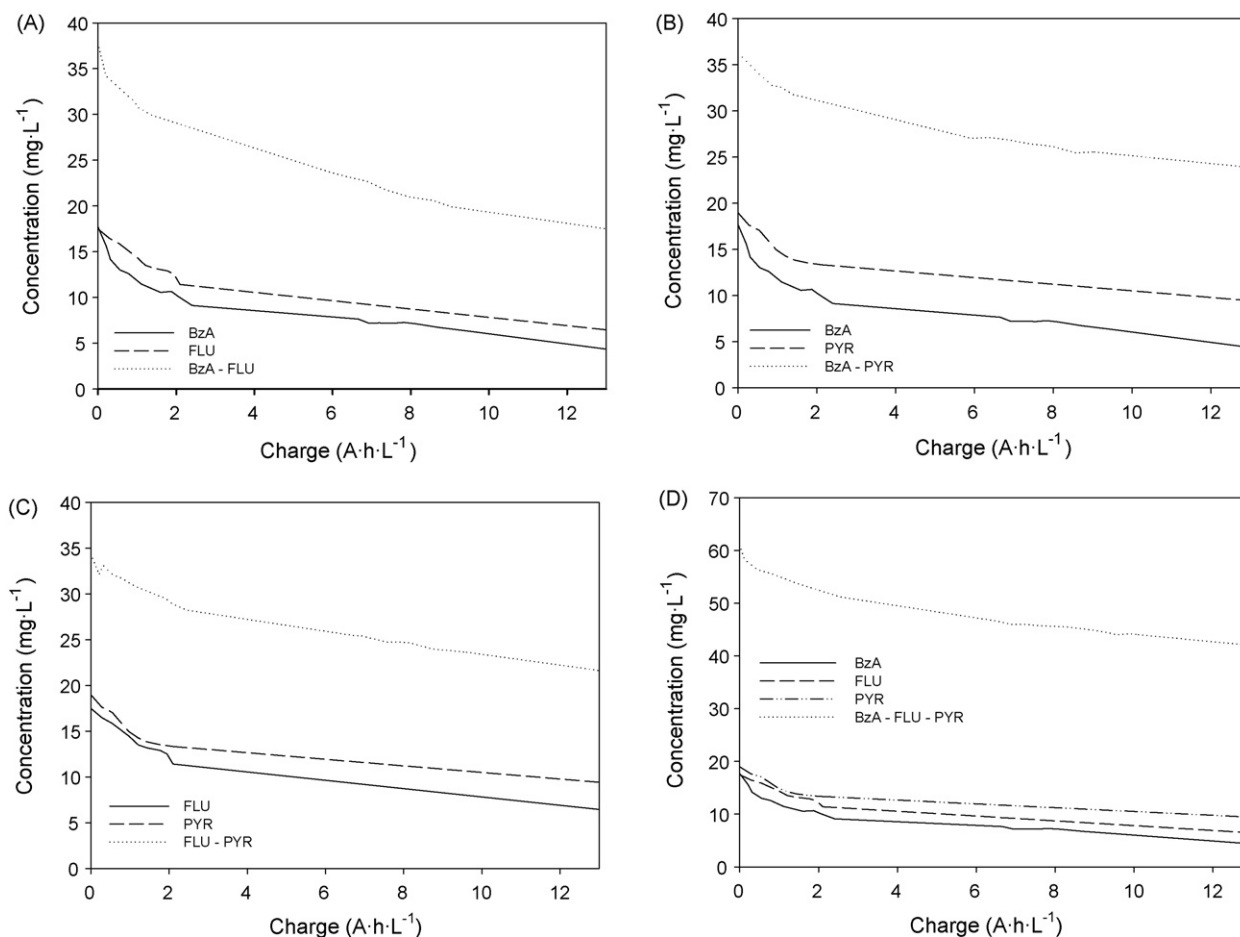 (A)
40
35
30
25
20
15
10
5
0
Concentration (mg·L⁻¹)
BzA
FLU
BzA - FLU
0 2 4 6 8 10 12
Charge (A·h·L⁻¹)
(B)
40
35
30
25
20
15
10
5
0
Concentration (mg·L⁻¹)
BzA
PYR
BzA - PYR
0 2 4 6 8 10 12
Charge (A·h·L⁻¹)
(C)
40
35
30
25
20
15
10
5
0
Concentration (mg·L⁻¹)
FLU
PYR
FLU - PYR
0 2 4 6 8 10 12
Charge (A·h·L⁻¹)
(D)
70
60
50
40
30
20
10
0
Concentration (mg·L⁻¹)
BzA
FLU
PYR
BzA - FLU - PYR
0 2 4 6 8 10 12
Charge (A·h·L⁻¹)